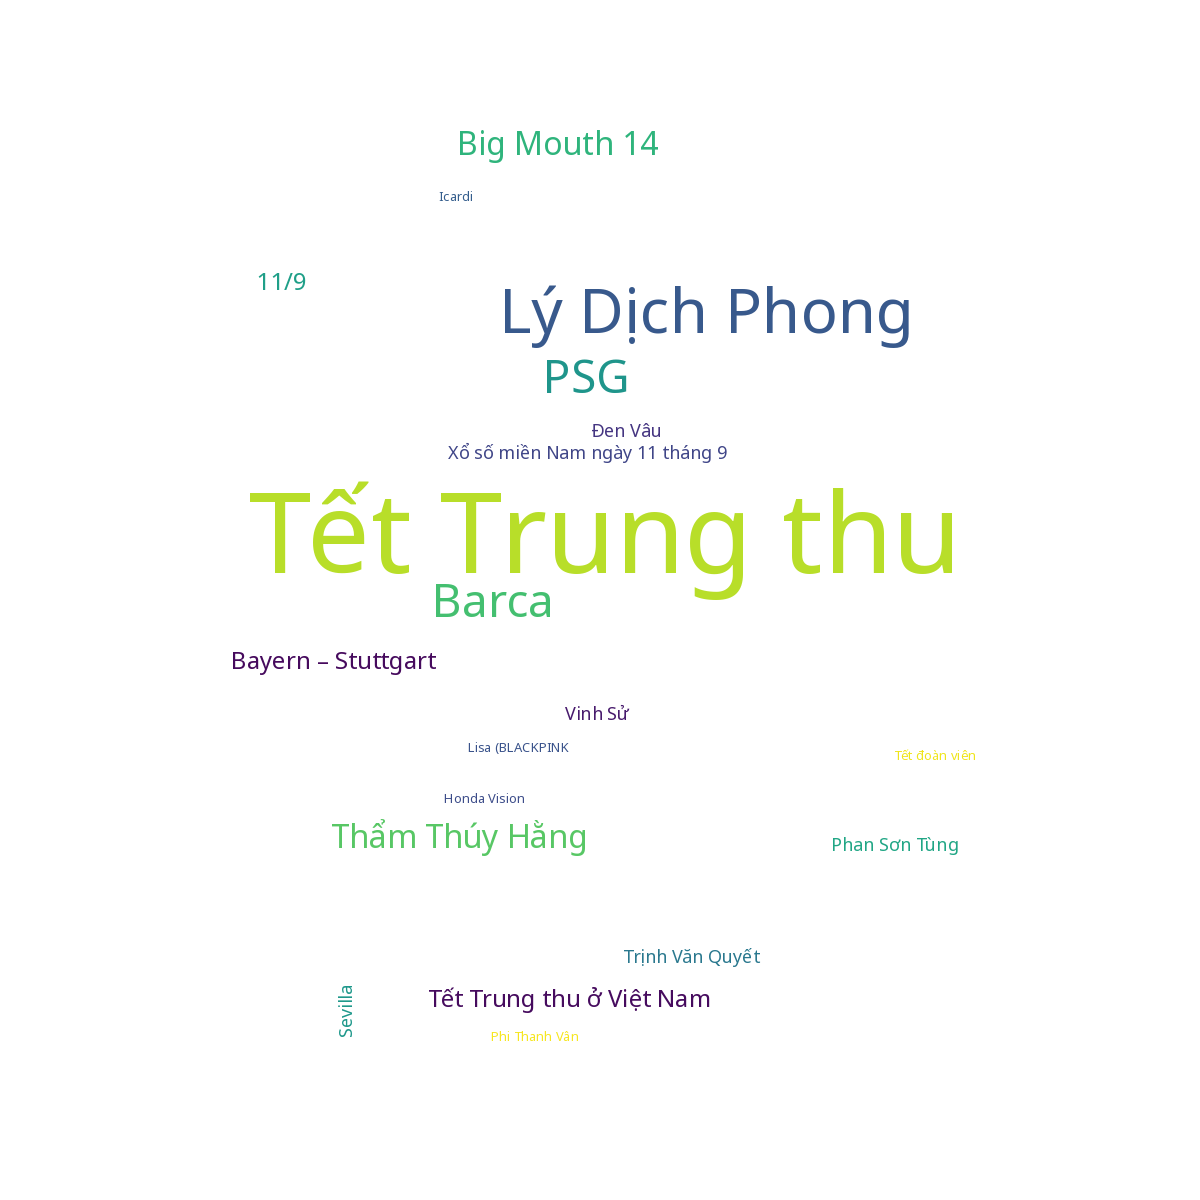 Big Mouth 14
Icardi
11/9
Lý Dịch Phong
PSG
Đen Vâu
Xổ số miền Nam ngày 11 tháng 9
Tết Trung thu
Barca
Bayern – Stuttgart
Vinh Sử
Lisa (BLACKPINK
Tết đoàn viên
Honda Vision
Thẩm Thúy Hằng
Phan Sơn Tùng
Trịnh Văn Quyết
Sevilla
Tết Trung thu ở Việt Nam
Phi Thanh Vân